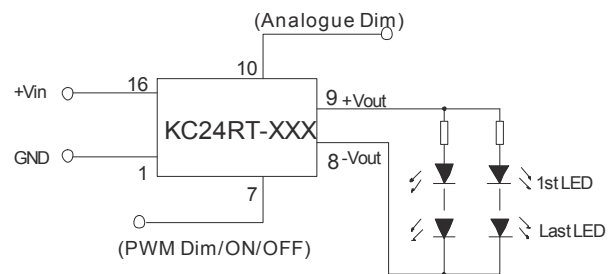 (Analogue Dim)
10
16
+Vin
9 +Vout
KC24RT-XXX
GND
1
8 -Vout
7
1st LED
Last LED
(PWM Dim/ON/OFF)